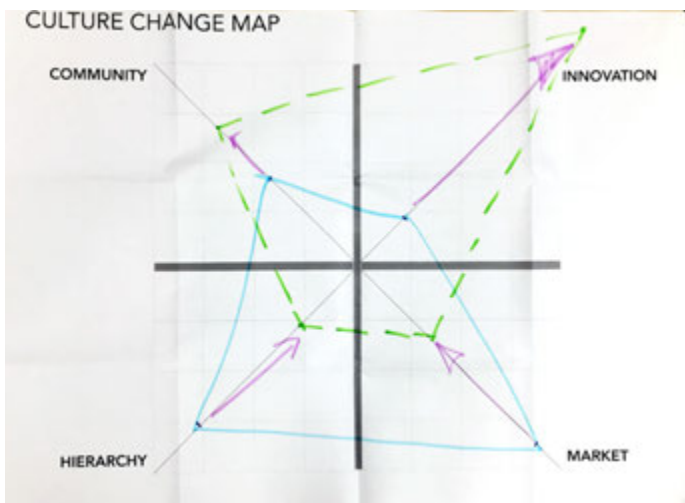 CULTURE CHANGE MAP
COMMUNITY
INNOVATION
HIERARCHY
MARKET